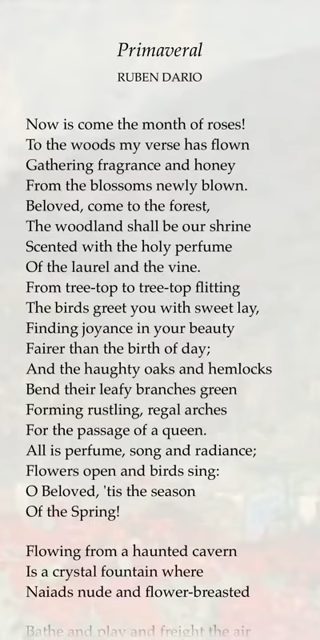 Primaveral
RUBEN DARIO
Now is come the month of roses!
To the woods my verse has flown
Gathering fragrance and honey
From the blossoms newly blown.
Beloved, come to the forest,
The woodland shall be our shrine
Scented with the holy perfume
Of the laurel and the vine.
From tree-top to tree-top flitting
The birds greet you with sweet lay,
Finding joyance in your beauty
Fairer than the birth of day;
And the haughty oaks and hemlocks
Bend their leafy branches green
Forming rustling, regal arches
For the passage of a queen.
All is perfume, song and radiance;
Flowers open and birds sing:
O Beloved, 'tis the season
Of the Spring!
Flowing from a haunted cavern
Is a crystal fountain where
Naiads nude and flower-breasted
Bathe and play and freight the air